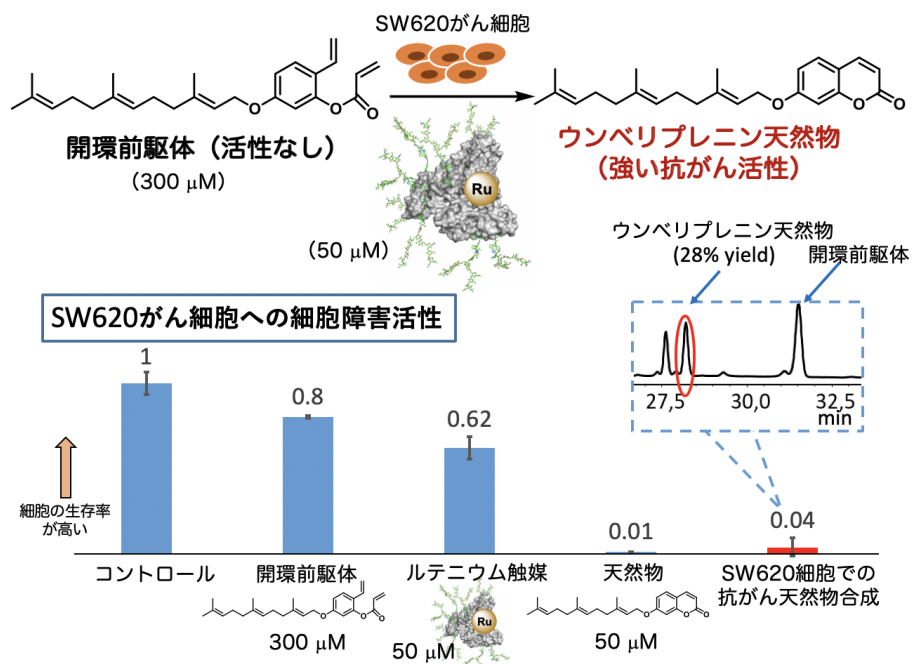 SW620がん細胞
O
O
O
O
O
O
開環前駆体(活性なし)
(300 μM)
Ru
(50 μM)
ウンベリプレニン天然物
(強い抗がん活性)
ウンベリプレニン天然物
(28% yield)
開環前駆体
27,5
30,0
32,5
min
SW620がん細胞への細胞障害活性
1
0.8
0.62
0.01
0.04
細胞の生存率
が高い
コントロール
開環前駆体
ルテニウム触媒
天然物
SW620細胞での
抗がん天然物合成
O
O
O
300 μM
50 μM
Ru
O
O
O
50 μM